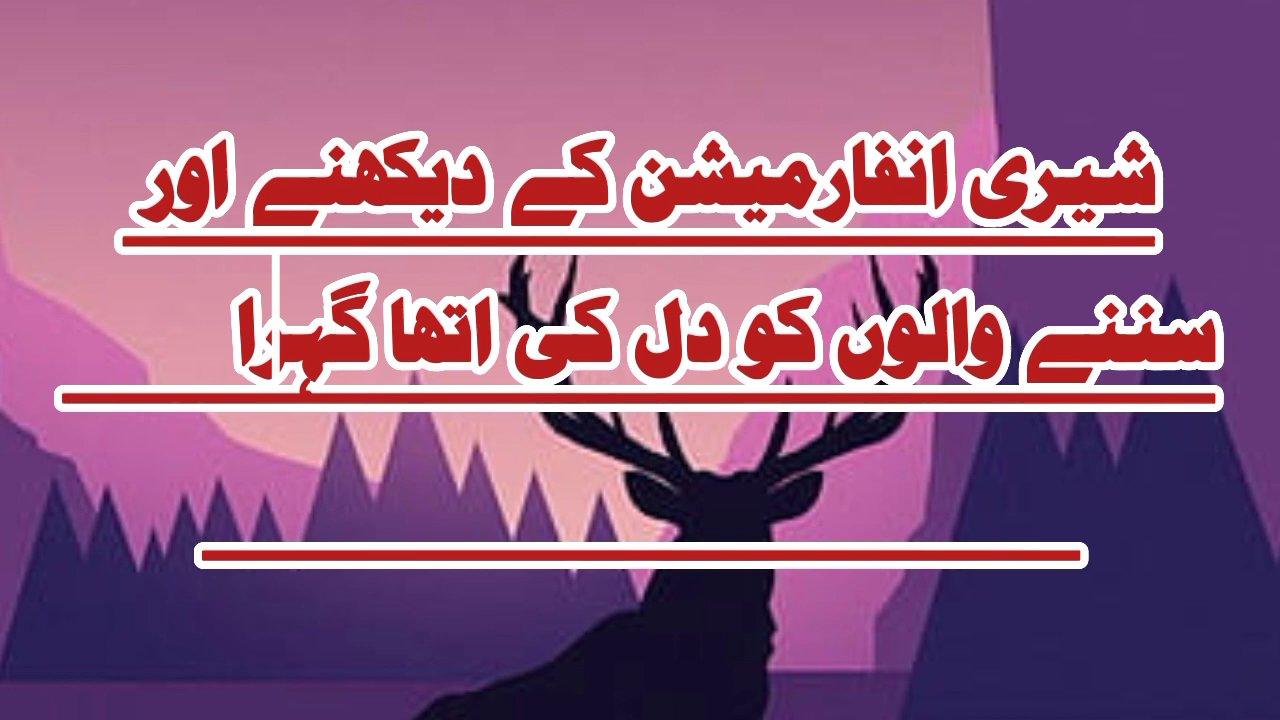 شیری انفارمیشن کے دیکھنے اور
سننے والوں کو دل کی اتھا گہرا